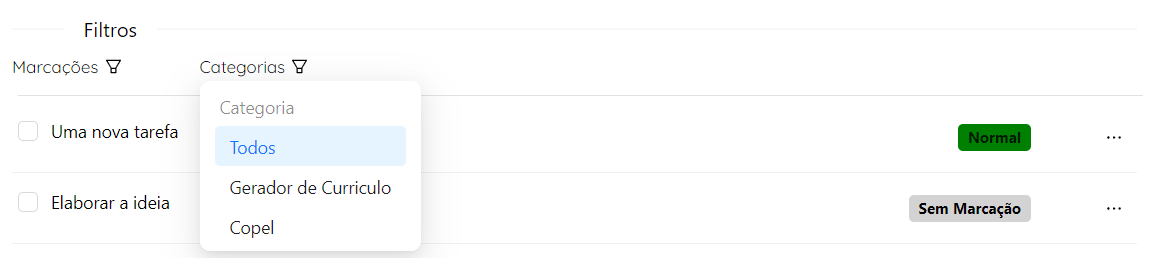 Filtros
Marcações Categorias
Categoria
Uma nova tarefa Normal
Todos
Gerador de Curriculo
Elaborar a ideia Sem Marcação
Copel